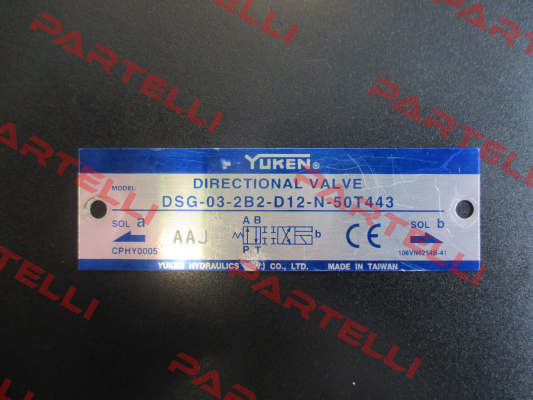 PARTELLI
PARTELLI
PARTELLI
YUKEN®
DIRECTIONAL VALVE
MODEL DSG-03-2B2-D12-N-50T443
SOL a
SOL b
A B
AAJ
b
CE
P T
CPHY0005
106VN0254B-41
YUKEN HYDRAULICS CO., LTD. MADE IN TAIWAN
PARTELLI
PARTELLI
PARTELLI